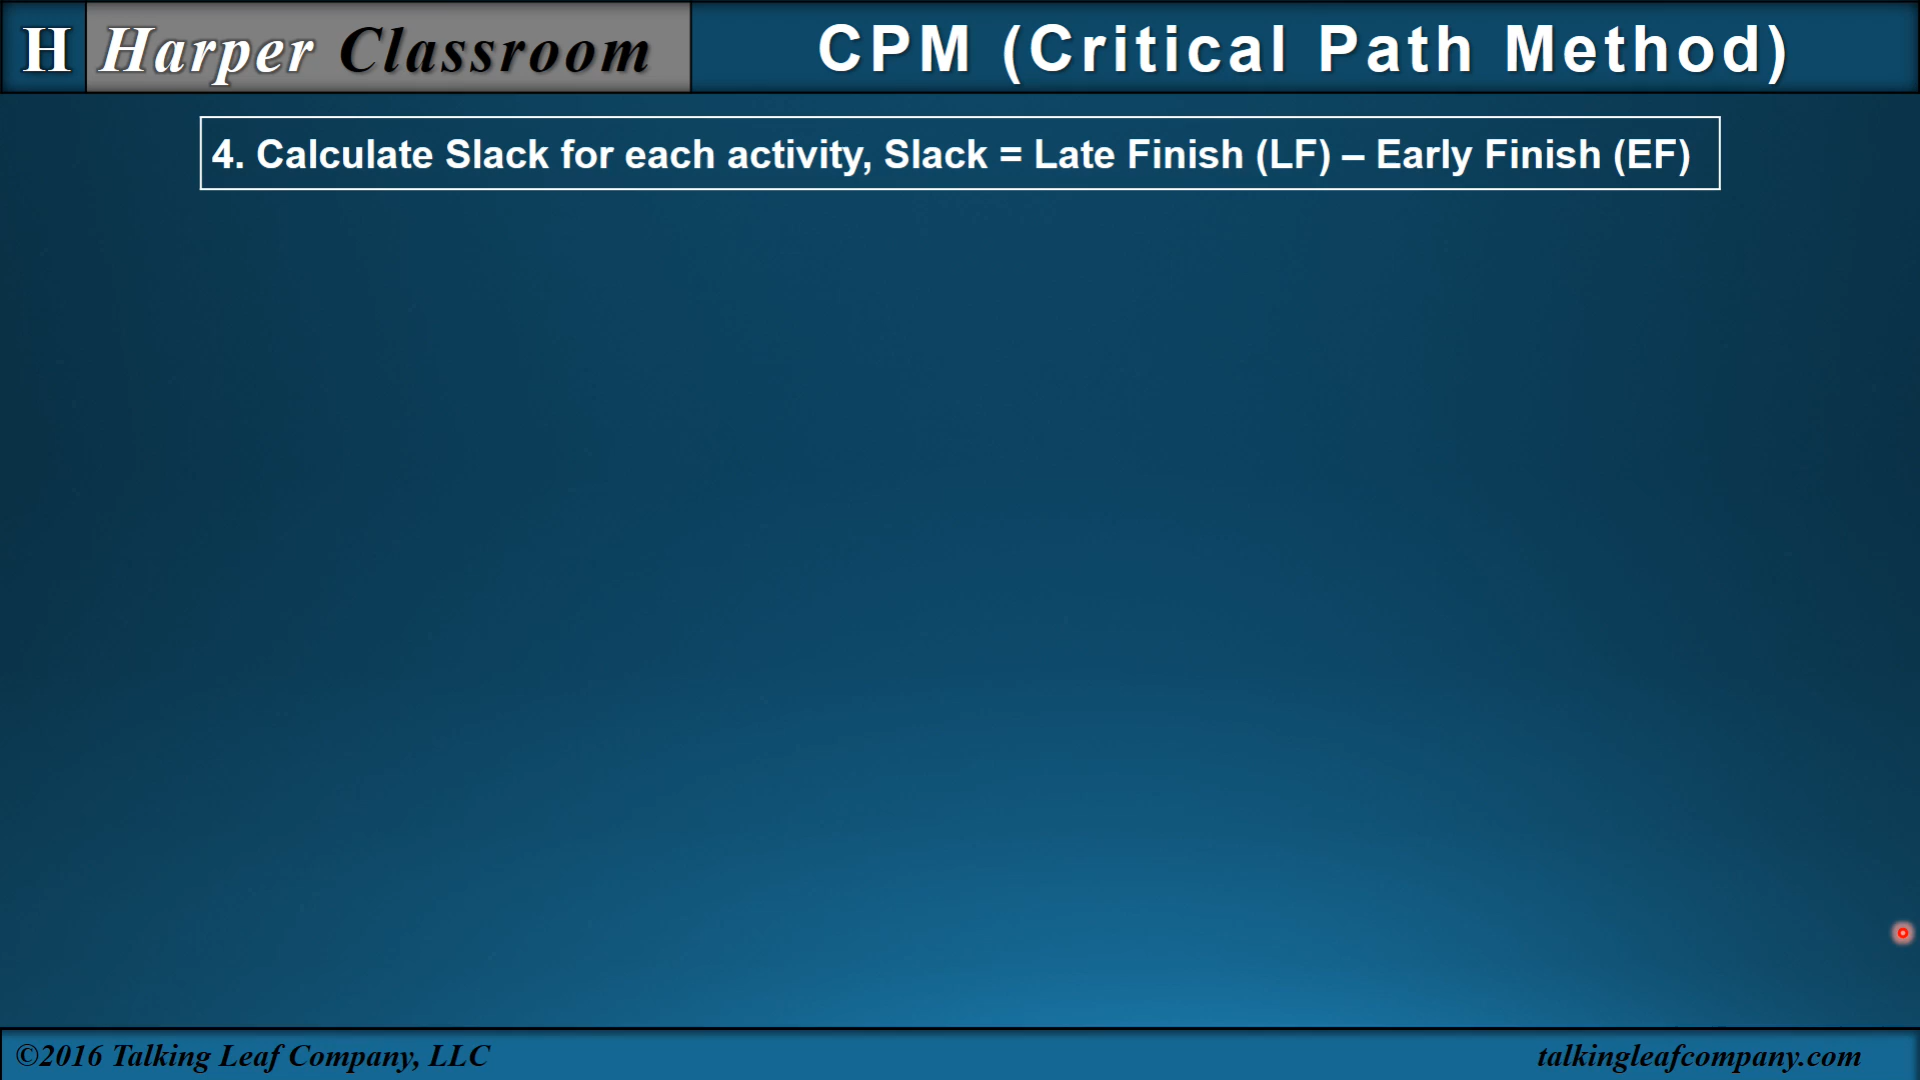 H Harper Classroom CPM (Critical Path Method)
4. Calculate Slack for each activity, Slack = Late Finish (LF) – Early Finish (EF)
©2016 Talking Leaf Company, LLC
talkingleafcompany.com